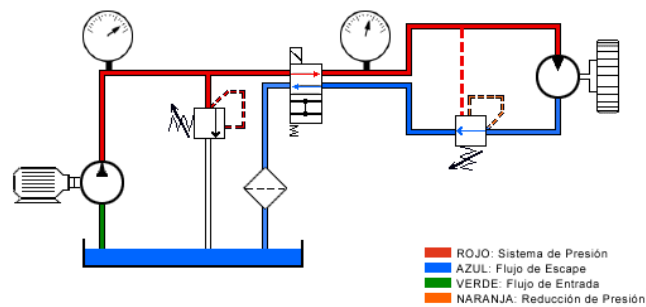 ROJO: Sistema de Presión
AZUL: Flujo de Escape
VERDE: Flujo de Entrada
NARANJA: Reducción de Presión